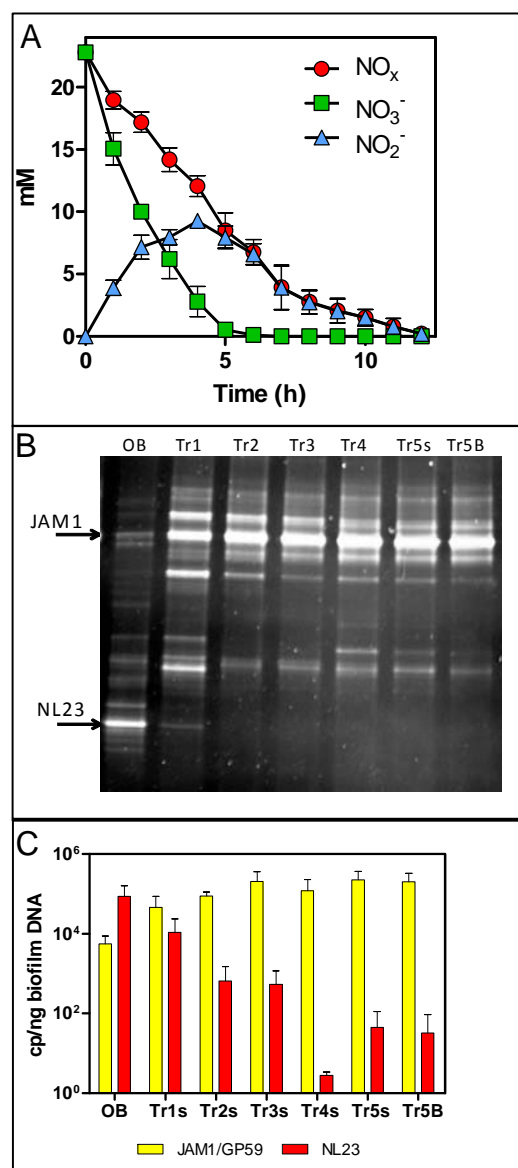 A
20
15
10
5
0
mM
NOx
NO3-
NO2-
0 5 10
Time (h)
B
OB Tr1 Tr2 Tr3 Tr4 Tr5s Tr5B
JAM1
NL23
C
10^6
10^4
10^2
10^0
cp/ng biofilm DNA
OB Tr1s Tr2s Tr3s Tr4s Tr5s Tr5B
JAM1/GP59 NL23